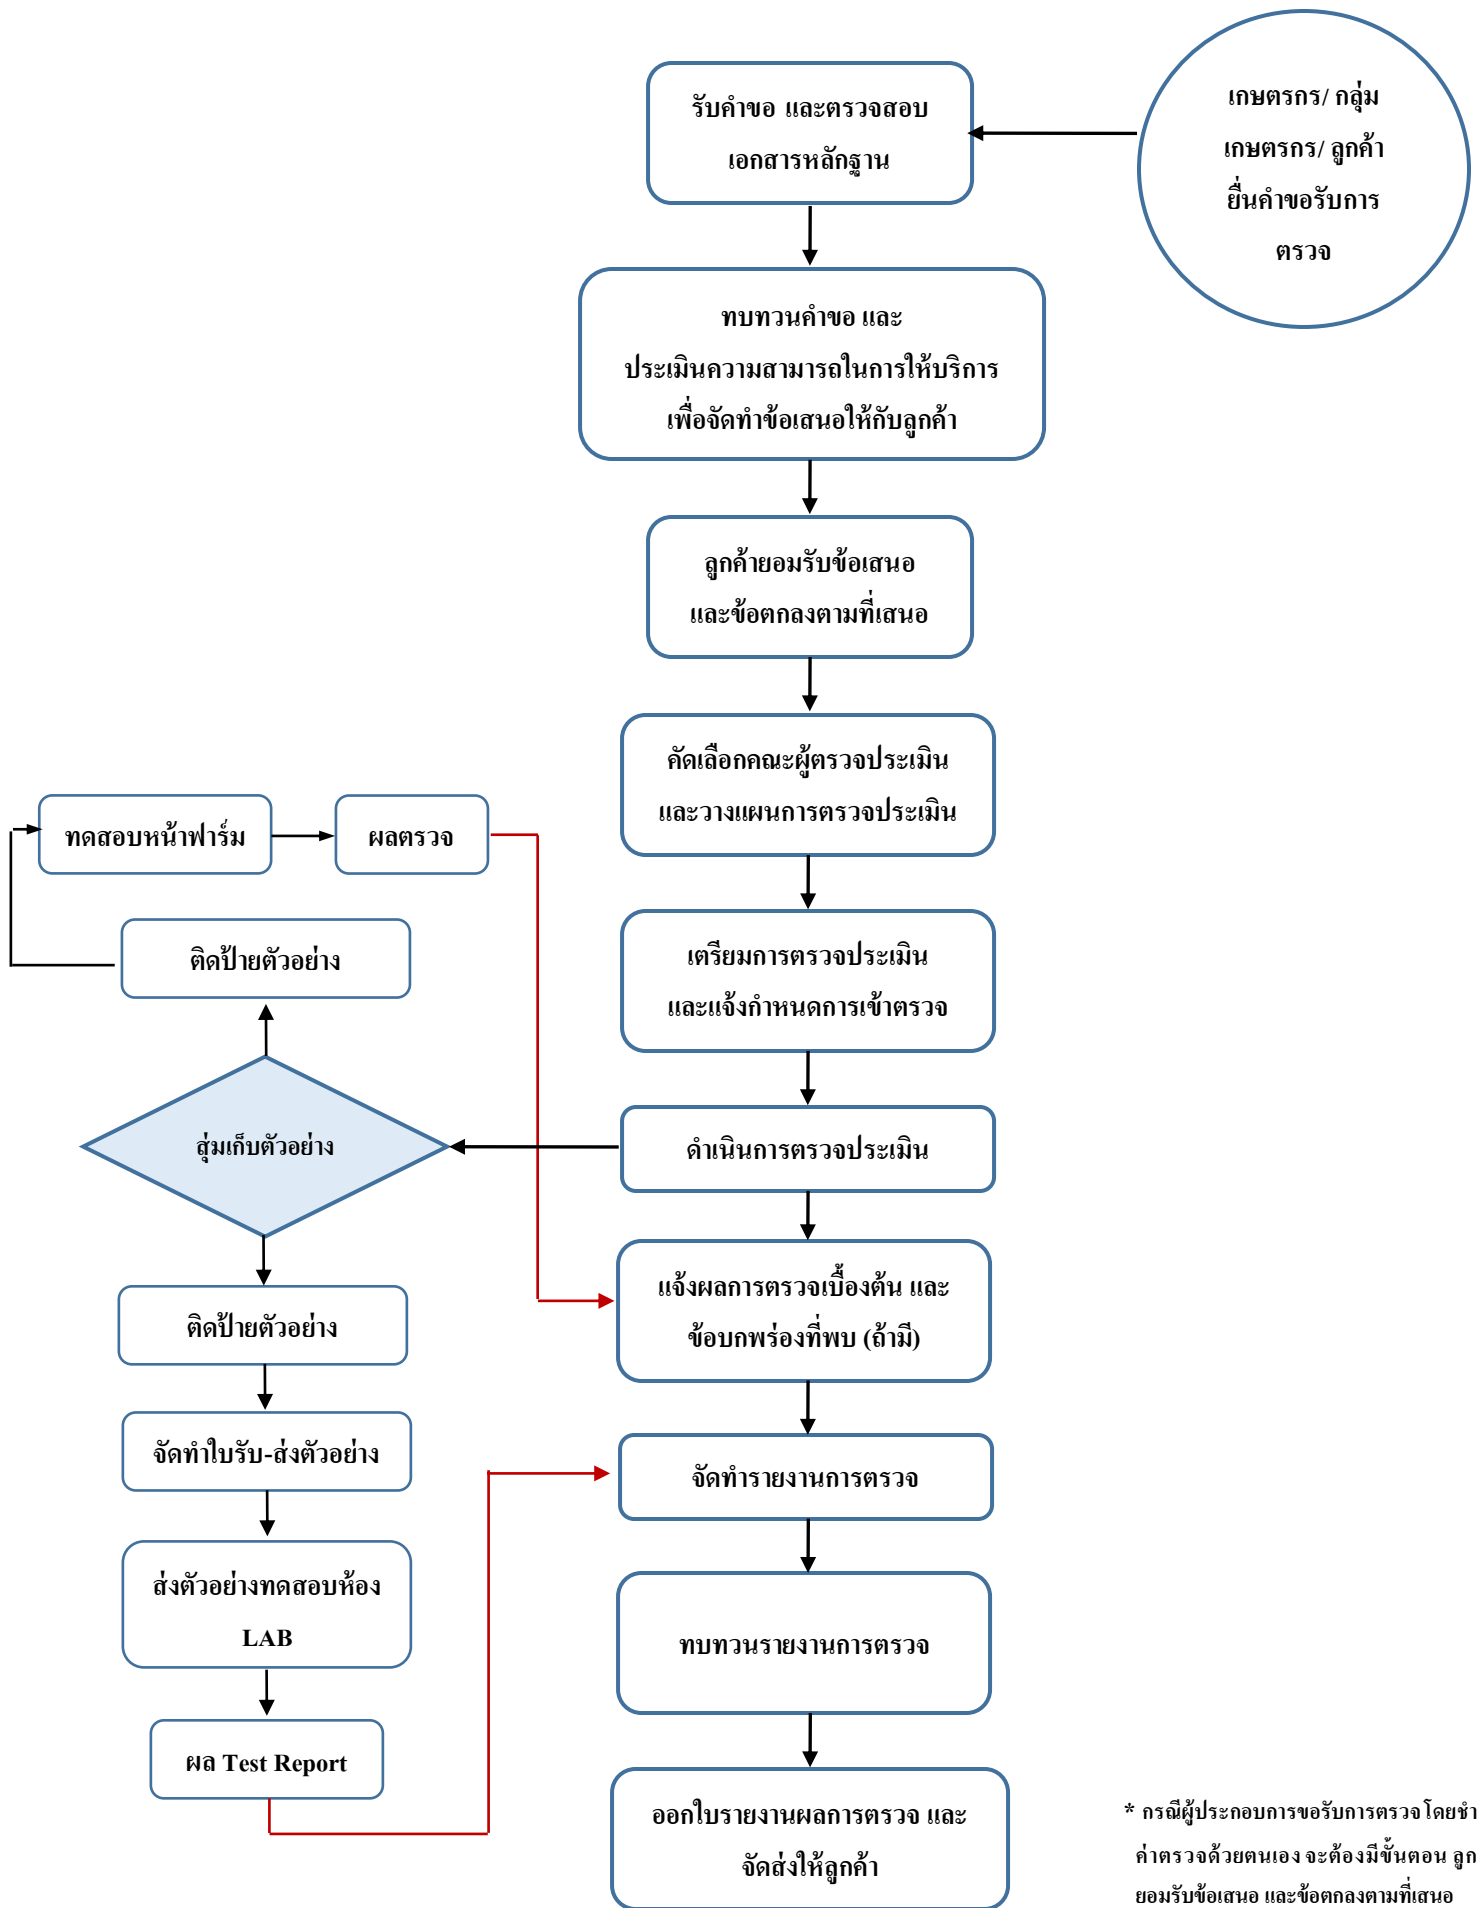 เกษตรกร/ กลุ่ม
เกษตรกร/ ลูกค้า
ยื่นคำขอรับการ
ตรวจ
รับคำขอ และตรวจสอบ
เอกสารหลักฐาน
ทบทวนคำขอ และ
ประเมินความสามารถในการให้บริการ
เพื่อจัดทำข้อเสนอให้กับลูกค้า
ลูกค้ายอมรับข้อเสนอ
และข้อตกลงตามที่เสนอ
คัดเลือกคณะผู้ตรวจประเมิน
และวางแผนการตรวจประเมิน
เตรียมการตรวจประเมิน
และแจ้งกำหนดการเข้าตรวจ
ดำเนินการตรวจประเมิน
สุ่มเก็บตัวอย่าง
ติดป้ายตัวอย่าง
ทดสอบหน้าฟาร์ม
ผลตรวจ
ติดป้ายตัวอย่าง
จัดทำใบรับ-ส่งตัวอย่าง
ส่งตัวอย่างทดสอบห้อง
LAB
ผล Test Report
แจ้งผลการตรวจเบื้องต้น และ
ข้อบกพร่องที่พบ (ถ้ามี)
จัดทำรายงานการตรวจ
ทบทวนรายงานการตรวจ
ออกใบรายงานผลการตรวจ และ
จัดส่งให้ลูกค้า
* กรณีผู้ประกอบการขอรับการตรวจโดยชำ
ค่าตรวจด้วยตนเอง จะต้องมีขั้นตอน ลูก
ยอมรับข้อเสนอ และข้อตกลงตามที่เสนอ